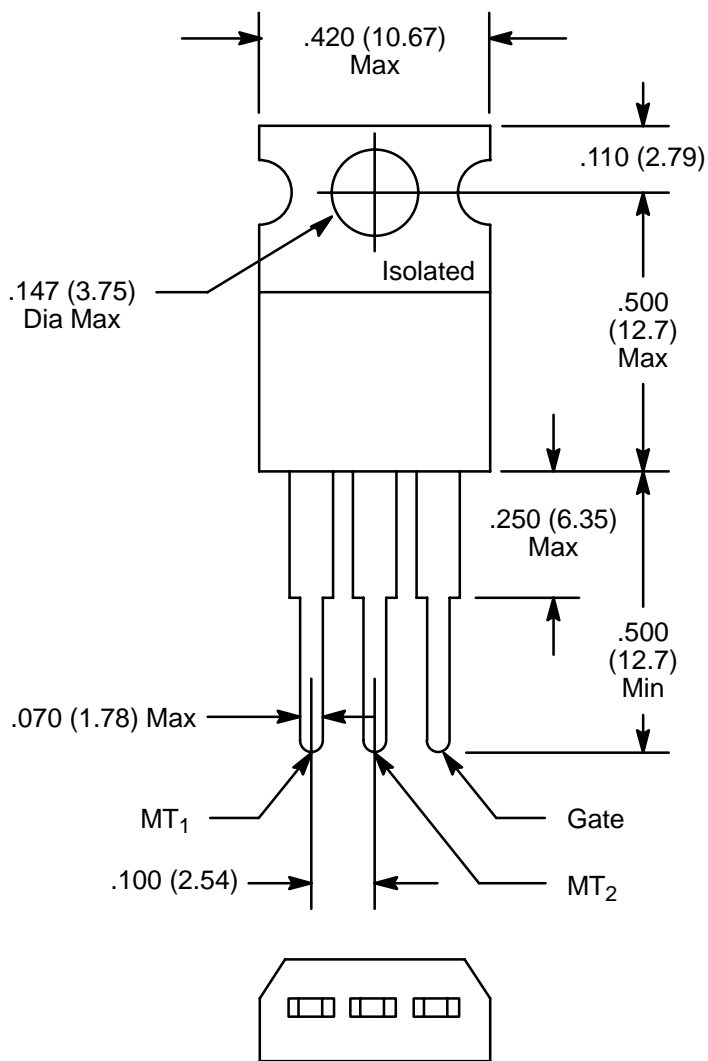 .420 (10.67)
Max
.110 (2.79)
Isolated
.147 (3.75)
Dia Max
.500
(12.7)
Max
.250 (6.35)
Max
.500
(12.7)
Min
.070 (1.78) Max
MT1
Gate
.100 (2.54)
MT2